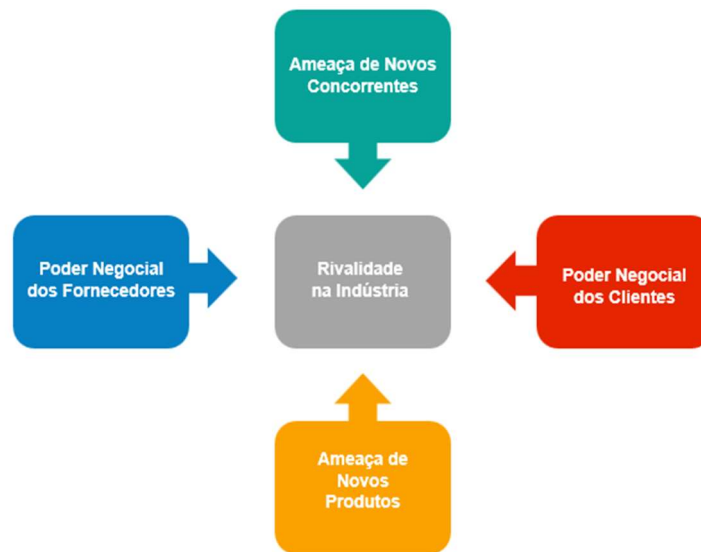 Ameaça de Novos
Concorrentes
Poder Negocial
dos Fornecedores
Rivalidade
na Indústria
Poder Negocial
dos Clientes
Ameaça de
Novos
Produtos